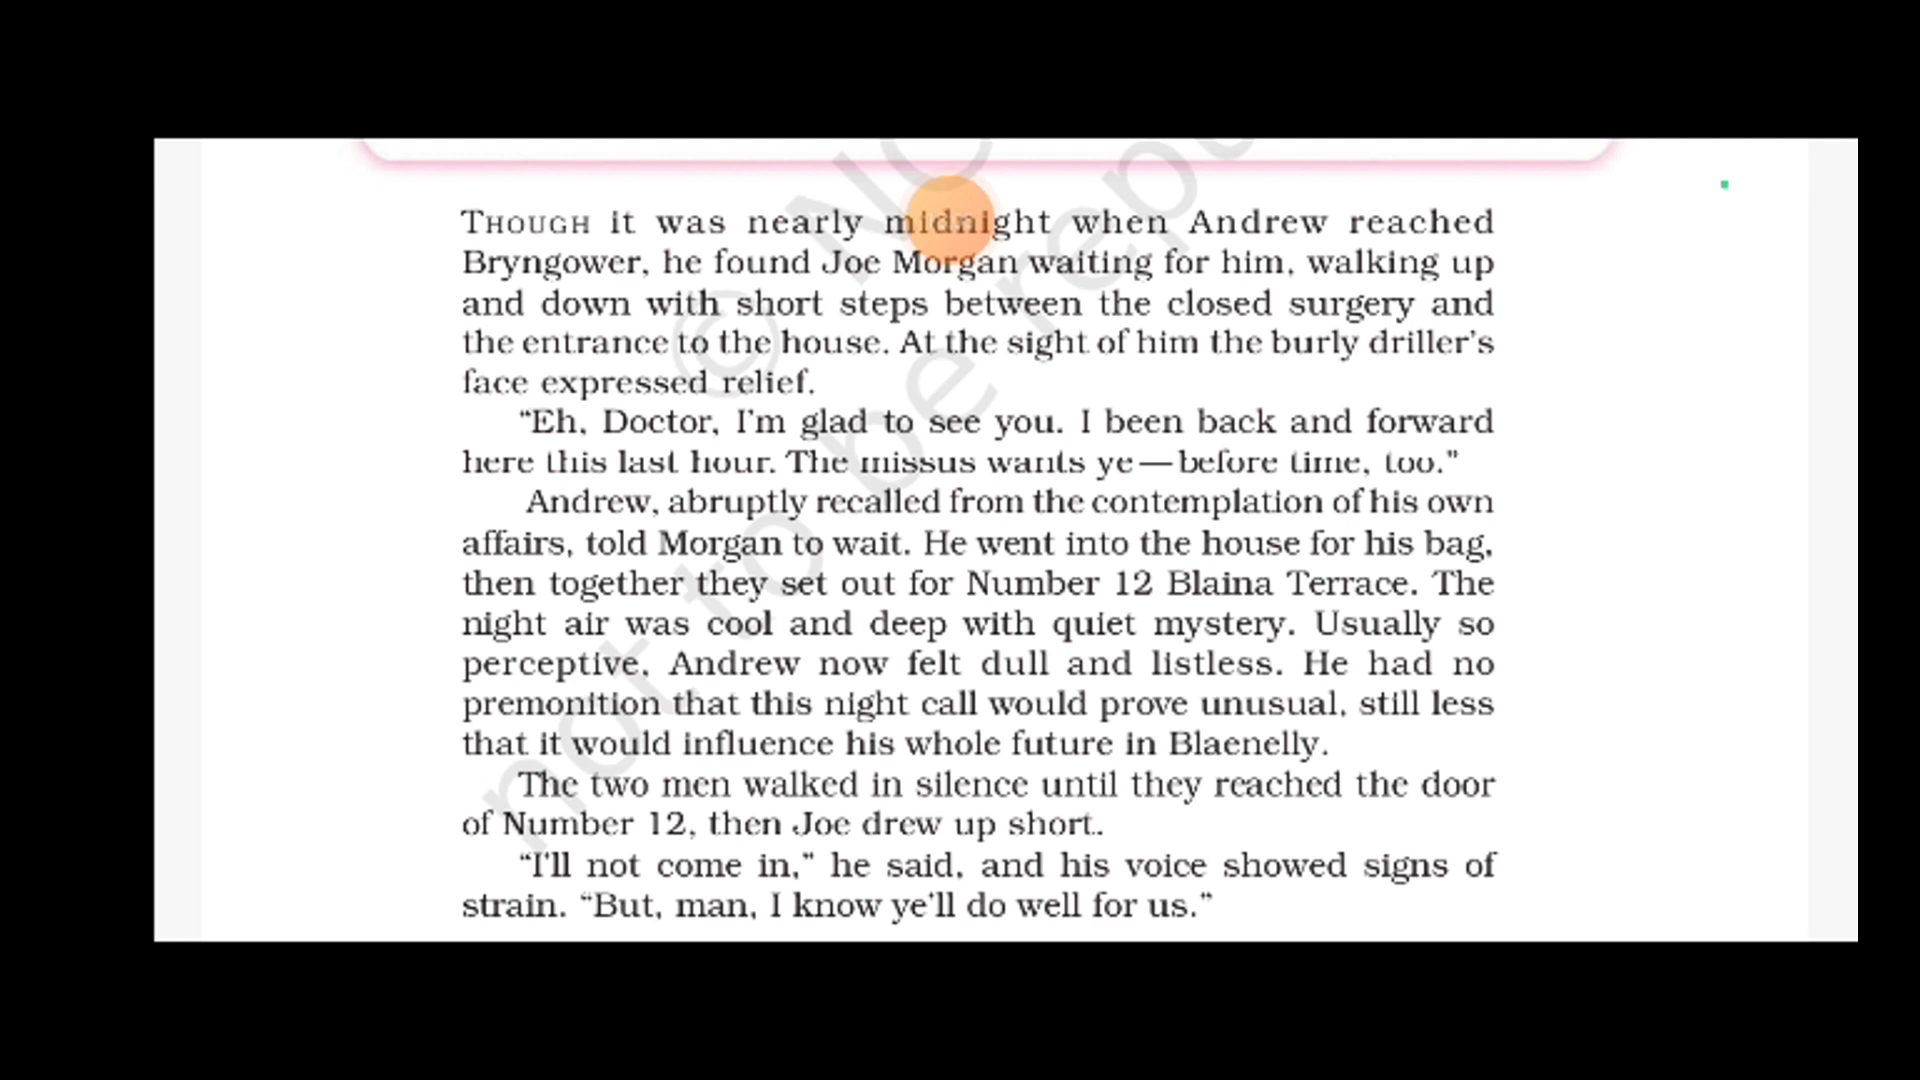 THOUGH it was nearly midnight when Andrew reached
Bryngower, he found Joe Morgan waiting for him, walking up
and down with short steps between the closed surgery and
the entrance to the house. At the sight of him the burly driller’s
face expressed relief.
“Eh, Doctor, I’m glad to see you. I been back and forward
here this last hour. The missus wants ye — before time, too.”
Andrew, abruptly recalled from the contemplation of his own
affairs, told Morgan to wait. He went into the house for his bag,
then together they set out for Number 12 Blaina Terrace. The
night air was cool and deep with quiet mystery. Usually so
perceptive, Andrew now felt dull and listless. He had no
premonition that this night call would prove unusual, still less
that it would influence his whole future in Blaenelly.
The two men walked in silence until they reached the door
of Number 12, then Joe drew up short.
“I’ll not come in,” he said, and his voice showed signs of
strain. “But, man, I know ye’ll do well for us.”
© NC
not to be repu